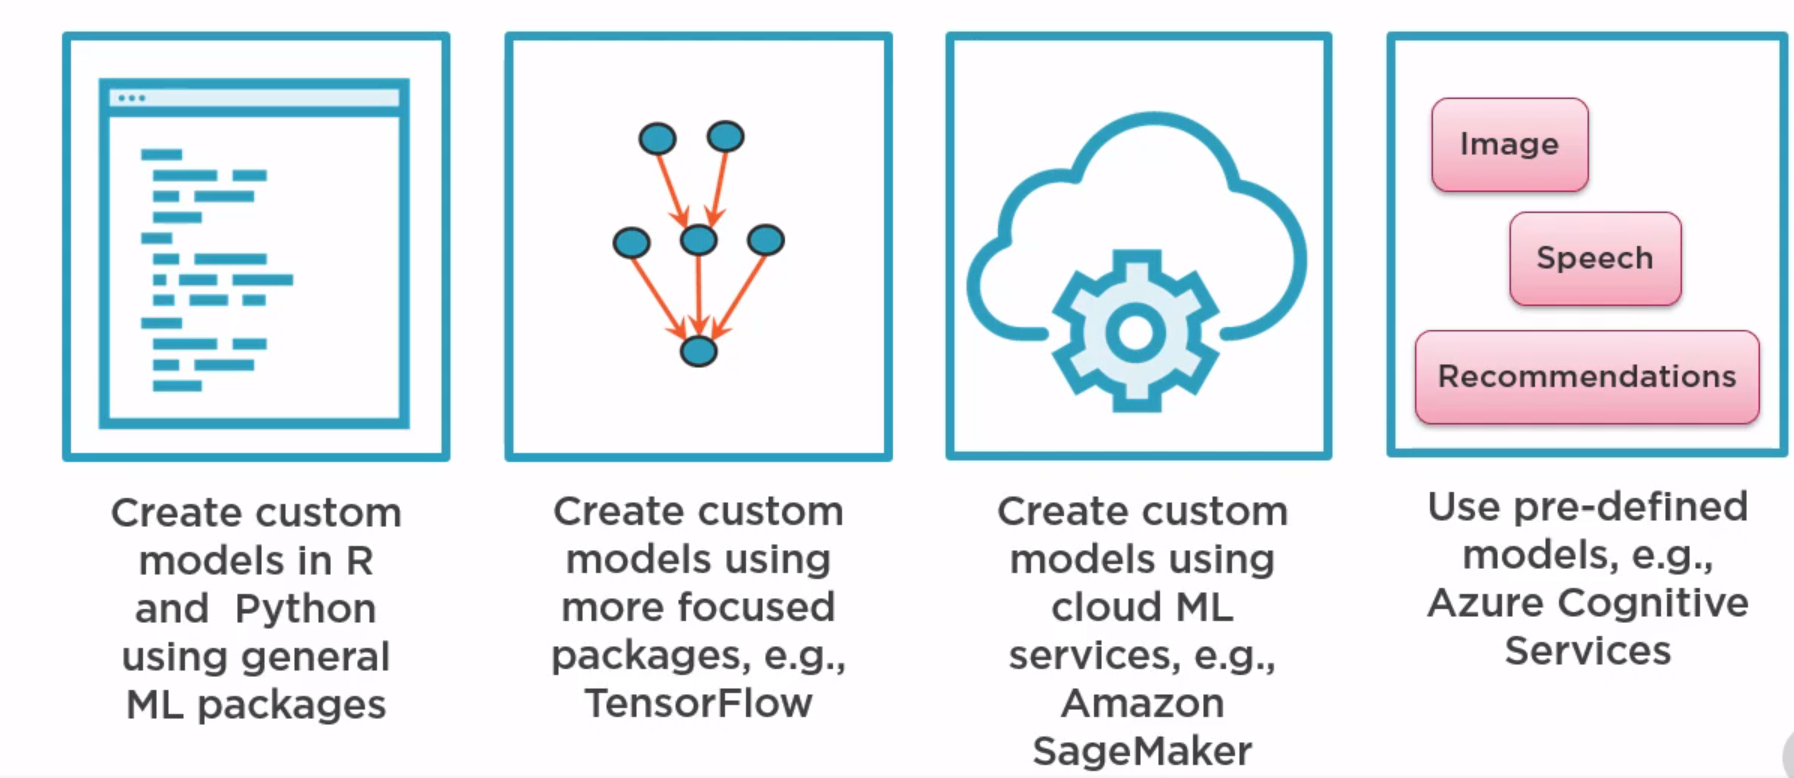 Image
Speech
Recommendations
Create custom
models in R
and Python
using general
ML packages
Create custom
models using
more focused
packages, e.g.,
TensorFlow
Create custom
models using
cloud ML
services, e.g.,
Amazon
SageMaker
Use pre-defined
models, e.g.,
Azure Cognitive
Services